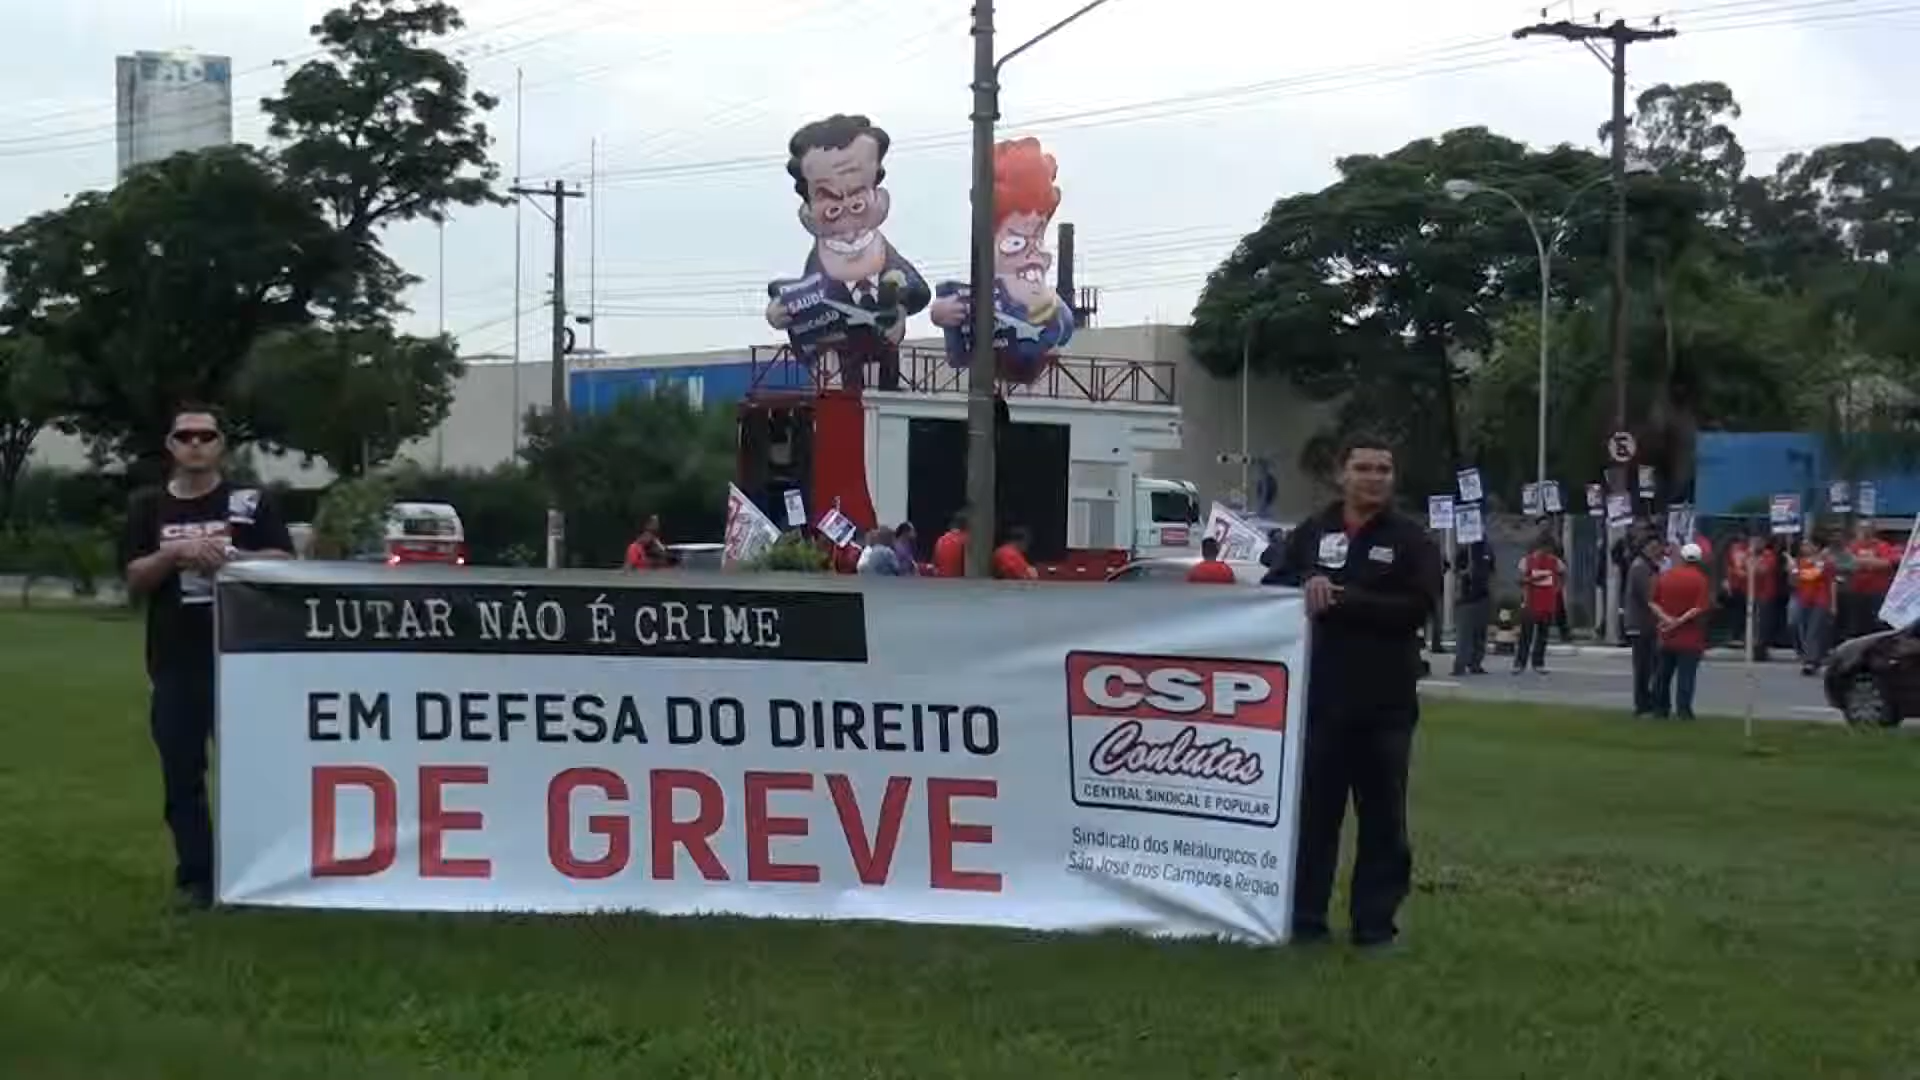 LUTAR NÃO É CRIME
EM DEFESA DO DIREITO
DE GREVE
CSP
Conlutas
CENTRAL SINDICAL E POPULAR
Sindicato dos Metalúrgicos de
São José dos Campos e Região
CSP
SAÚDE
EDUCAÇÃO